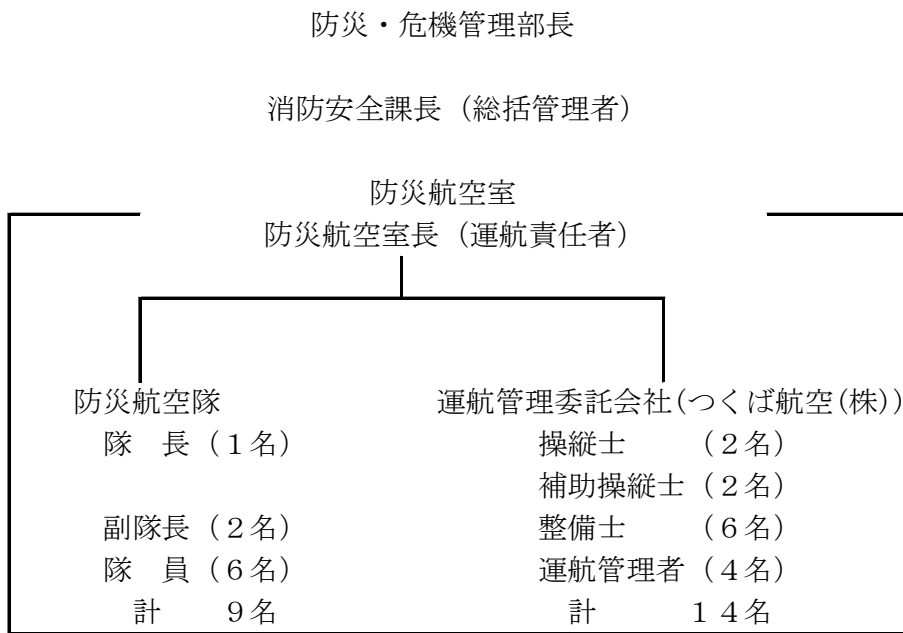 防災・危機管理部長
消防安全課長（総括管理者）
防災航空室
防災航空室長（運航責任者）
防災航空隊
隊　長（１名）
副隊長（２名）
隊　員（６名）
計　　９名
運航管理委託会社(つくば航空(株))
操縦士　　（２名）
補助操縦士（２名）
整備士　　（６名）
運航管理者（４名）
計　　　１４名